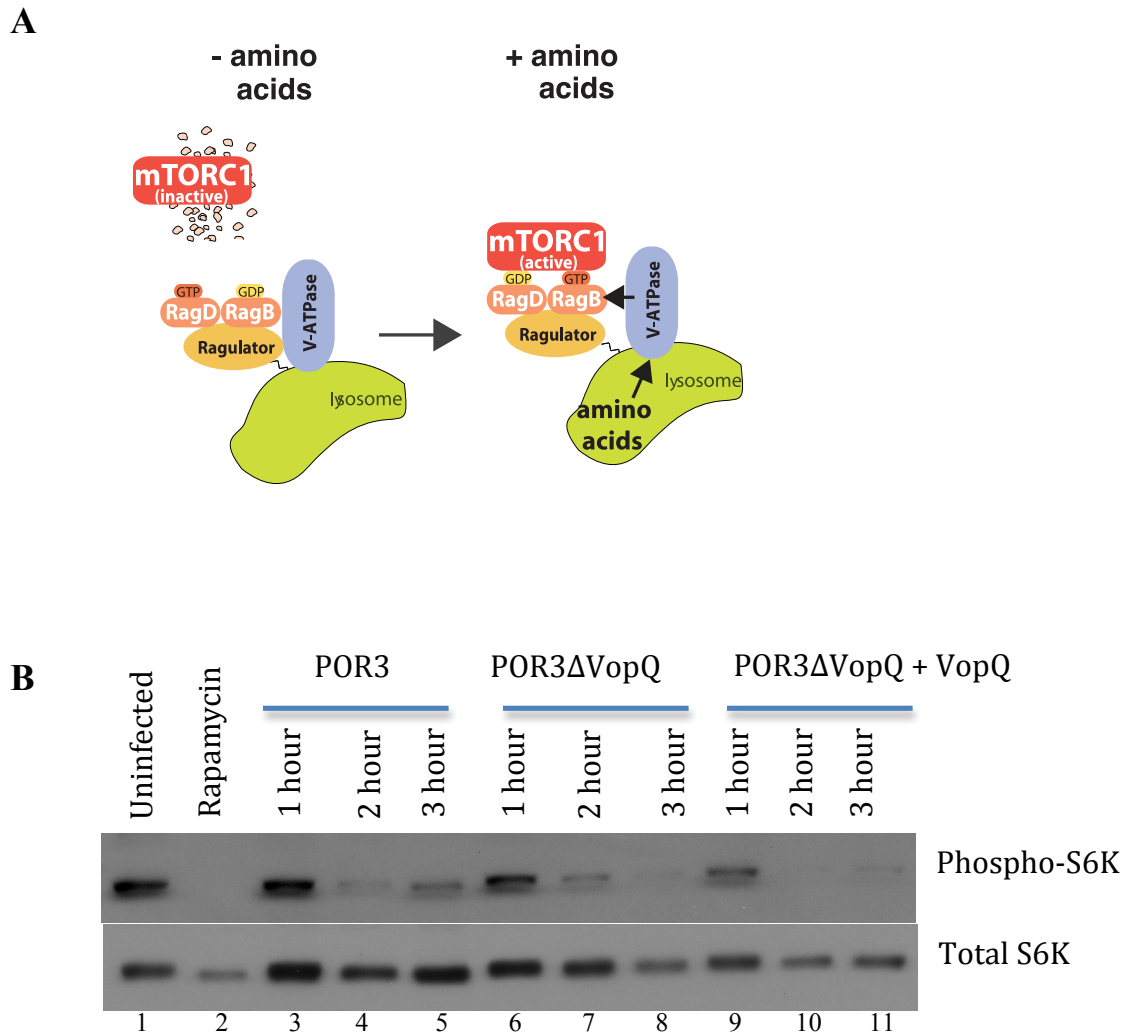 A
- amino
acids
+ amino
acids
mTORC1
(inactive)
GTP
GDP
RagD
RagB
Ragulator
V-ATPase
lysosome
mTORC1
(active)
GDP
GTP
RagD
RagB
Ragulator
V-ATPase
lysosome
amino
acids
B
Uninfected
Rapamycin
POR3
POR3ΔVopQ
POR3ΔVopQ + VopQ
1 hour
2 hour
3 hour
1 hour
2 hour
3 hour
1 hour
2 hour
3 hour
Phospho-S6K
Total S6K
1 2 3 4 5 6 7 8 9 10 11